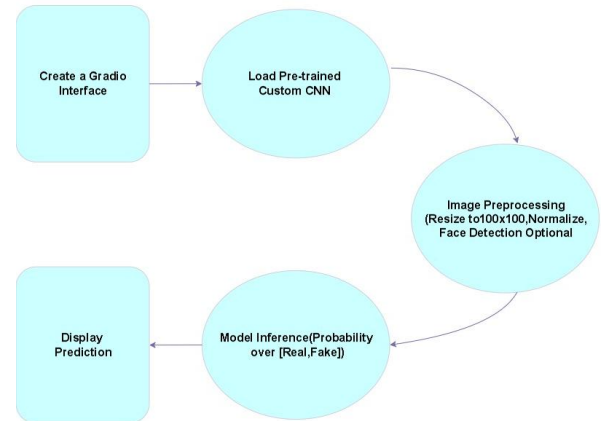 Create a Gradio
Interface
Load Pre-trained
Custom CNN
Image Preprocessing
(Resize to100x100,Normalize,
Face Detection Optional
Model Inference(Probability
over [Real,Fake])
Display
Prediction